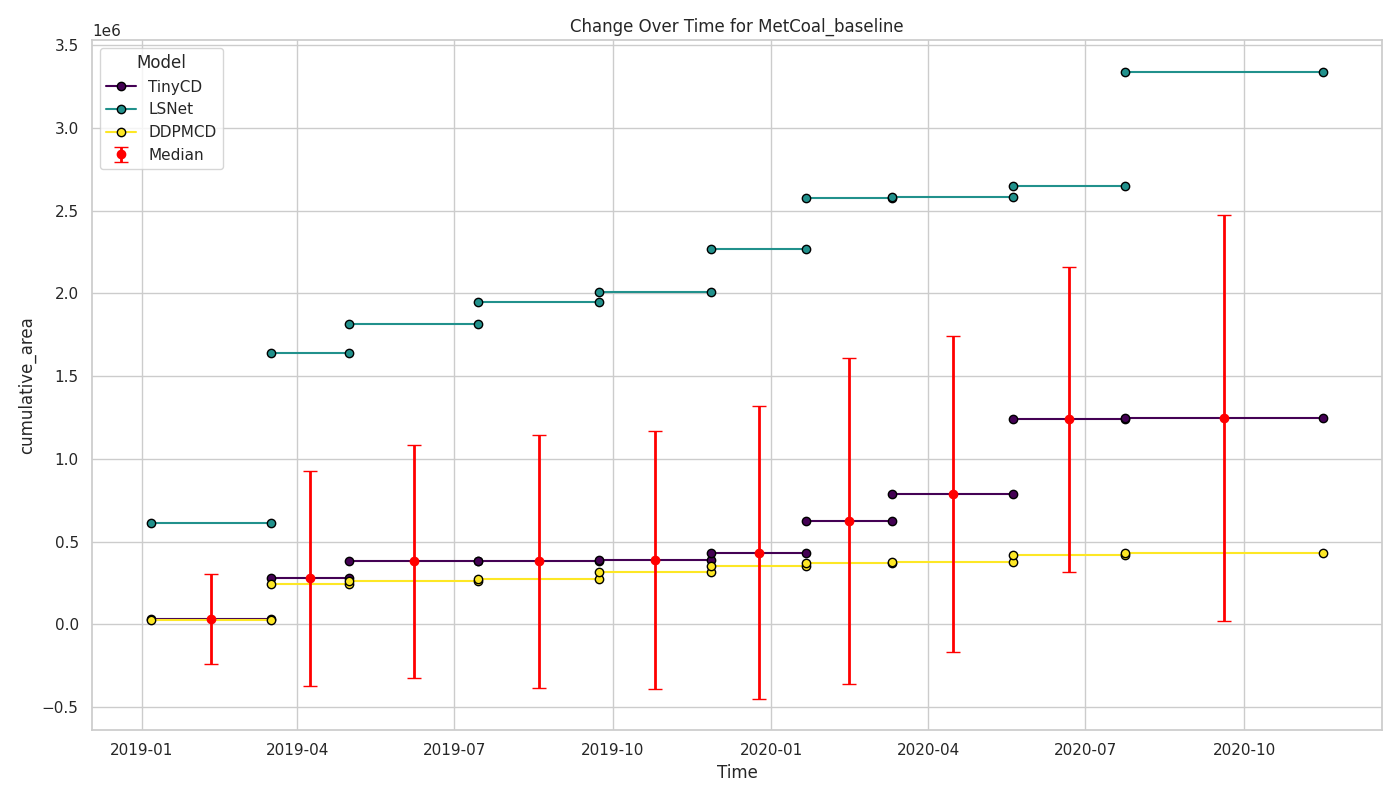 Change Over Time for MetCoal_baseline
1e6
3.5
3.0
2.5
2.0
1.5
1.0
0.5
0.0
−0.5
cumulative_area
Model
TinyCD
LSNet
DDPMCD
Median
2019-01 2019-04 2019-07 2019-10 2020-01 2020-04 2020-07 2020-10
Time